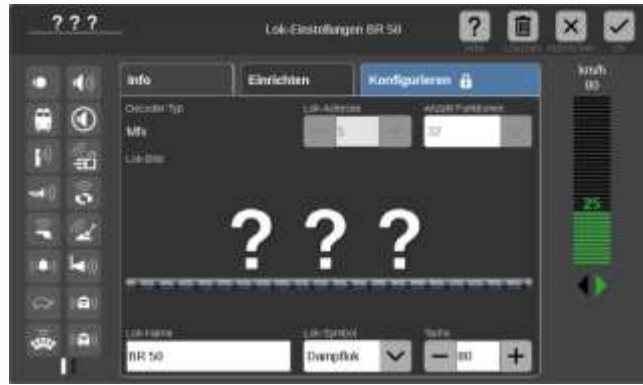 ? ? ?
Lok-Einstellungen BR 50
?
Info
Einrichten
Konfigurieren
km/h
80
Decoder Typ
Lok-Adresse
Anzahl Funktionen
Mfx
5
32
Lok-Bild
? ? ?
25
Lok-Name
Lok-Symbol
Tacho
BR 50
Dampflok
80